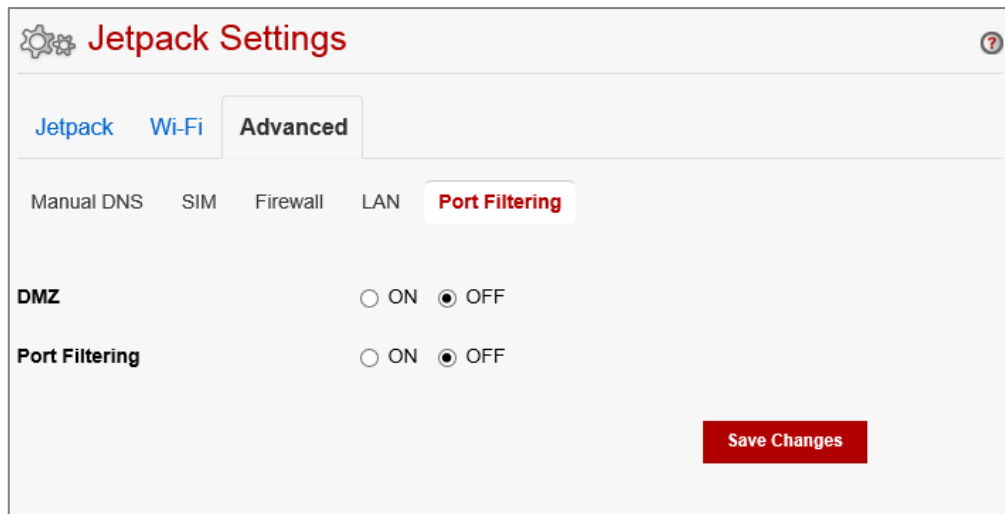 Jetpack Settings ?
Jetpack Wi-Fi Advanced
Manual DNS SIM Firewall LAN Port Filtering
DMZ ON OFF
Port Filtering ON OFF
Save Changes